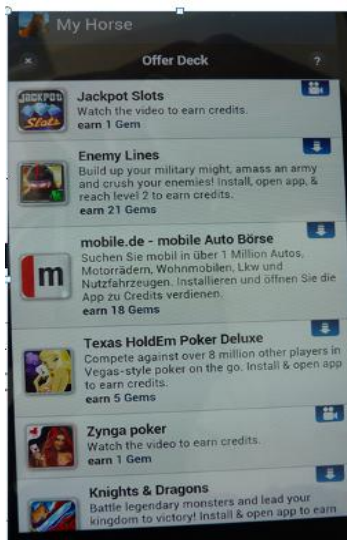 My Horse
Offer Deck
?
JACKPOT
Slots
Jackpot Slots
Watch the video to earn credits.
earn 1 Gem
Enemy Lines
Build up your military might, amass an army
and crush your enemies! Install, open app, &
reach level 2 to earn credits.
earn 21 Gems
m
mobile.de - mobile Auto Börse
Suchen Sie mobil in über 1 Million Autos,
Motorrädern, Wohnmobilen, Lkw und
Nutzfahrzeugen. Installieren und öffnen Sie die
App zu Credits verdienen.
earn 18 Gems
Texas HoldEm Poker Deluxe
Compete against over 8 million other players in
Vegas-style poker on the go. Install & open app
to earn credits.
earn 5 Gems
Zynga poker
Watch the video to earn credits.
earn 1 Gem
Knights & Dragons
Battle legendary monsters and lead your
kingdom to victory! Install & open app to earn